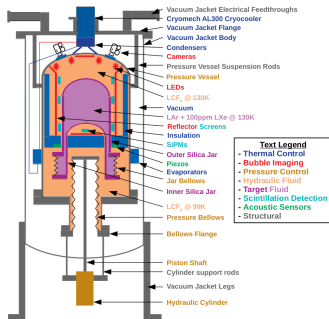 Vacuum Jacket Electrical Feedthroughs
Cryomech AL300 Cryocooler
Vacuum Jacket Flange
Vacuum Jacket Body
Condensers
Cameras
Pressure Vessel Suspension Rods
Pressure Vessel
LEDs
LCF₄ @ 130K
Vacuum
LAr + 100ppm LXe @ 130K
Reflector Screens
Insulation
SiPMs
Outer Silica Jar
Piezos
Evaporators
Jar Bellows
Inner Silica Jar
LCF₄ @ 90K
Pressure Bellows
Bellows Flange
Piston Shaft
Cylinder support rods
Vacuum Jacket Legs
Hydraulic Cylinder
Text Legend
- Thermal Control
- Bubble Imaging
- Pressure Control
- Hydraulic Fluid
- Target Fluid
- Scintillation Detection
- Acoustic Sensors
- Structural